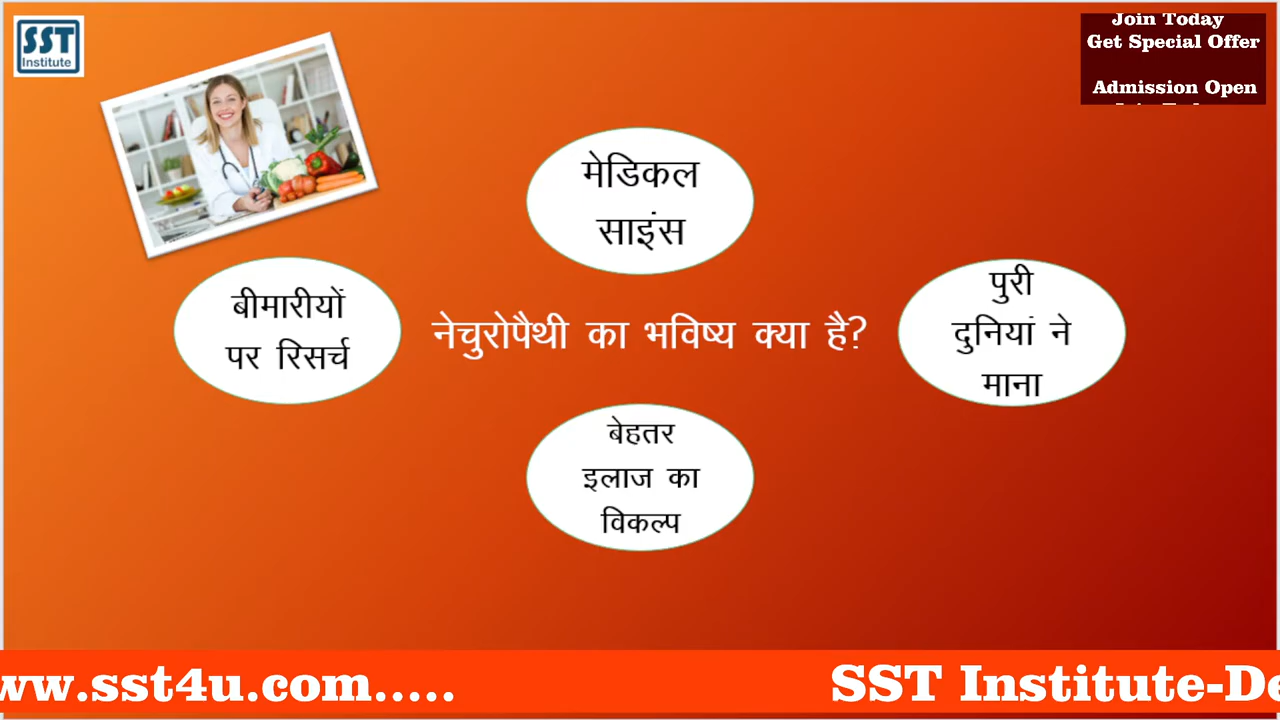 SST
Institute
Join Today
Get Special Offer
Admission Open
मेडिकल
साइंस
बीमारीयों
पर रिसर्च
नेचुरोपैथी का भविष्य क्या है?
पुरी
दुनियां ने
माना
बेहतर
इलाज का
विकल्प
www.sst4u.com.....
SST Institute-De